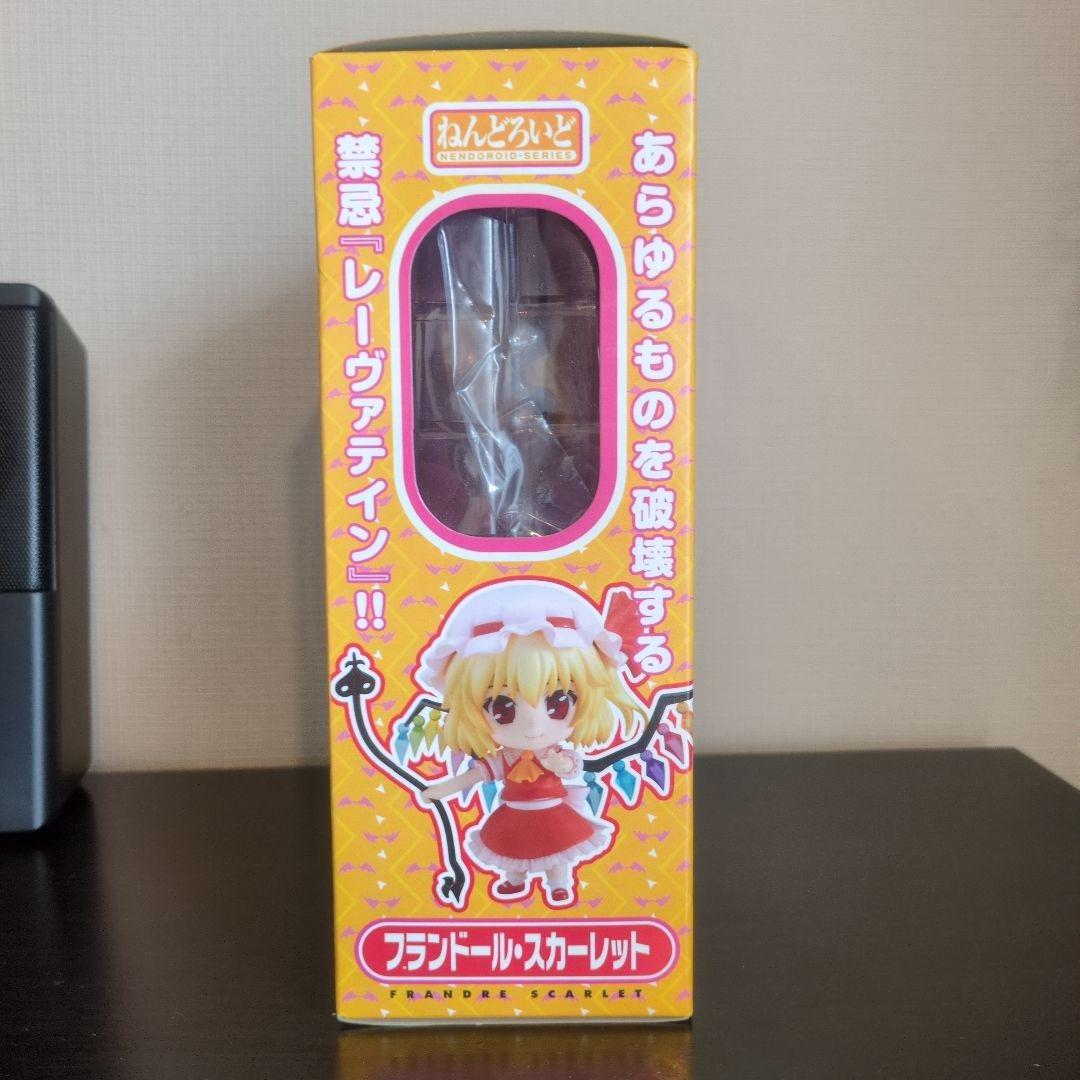 ねんどろいど
NENDOROID-SERIES
あらゆるものを破壊する
禁忌『レーヴァテイン』!!
フランドール・スカーレット
FRANDRE SCARLET